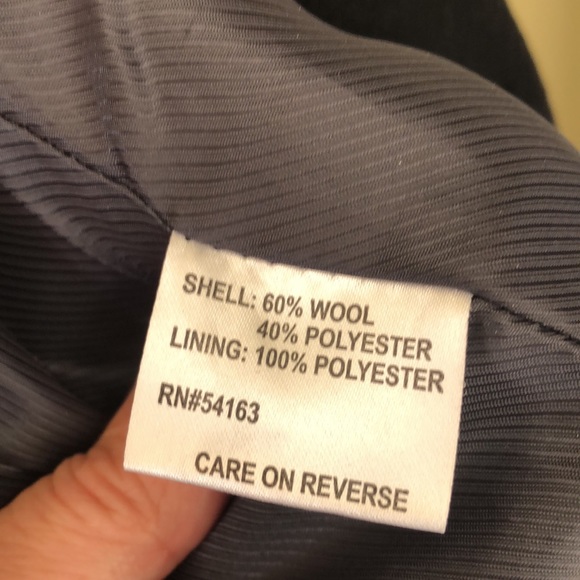 SHELL: 60% WOOL
40% POLYESTER
LINING: 100% POLYESTER
RN#54163
CARE ON REVERSE